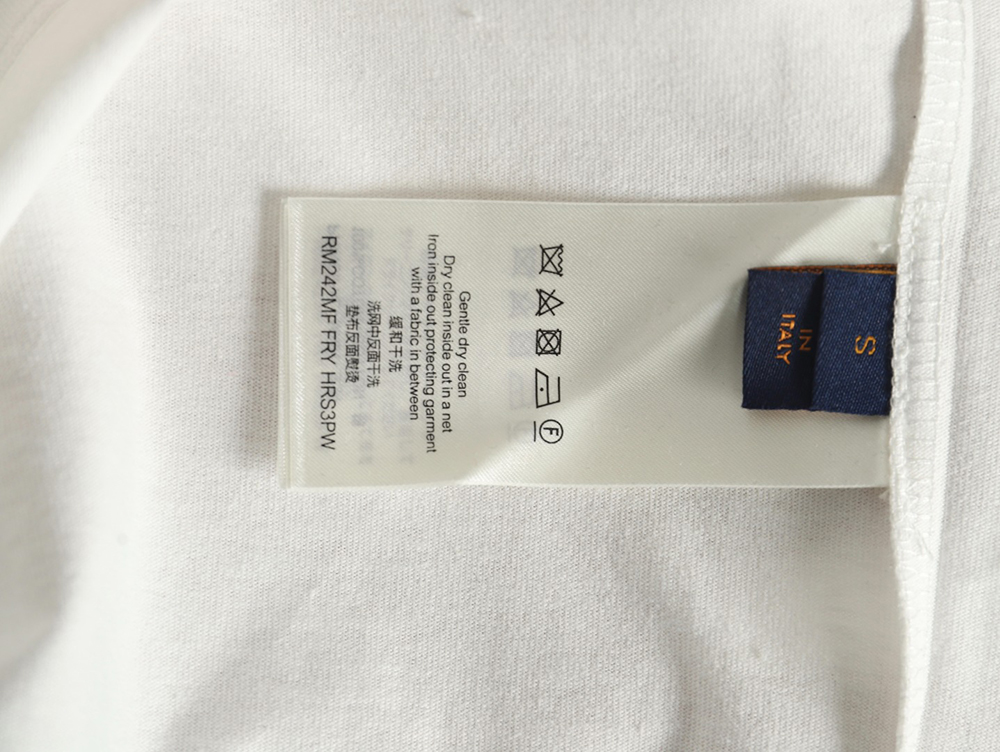 Gentle dry clean
Dry clean inside out in a net
Iron inside out protecting garment
with a fabric in between
缓和干洗
洗网中反面干洗
垫布反面熨烫
RM242MF FRY HRS3PW
F
S
IN
ITALY